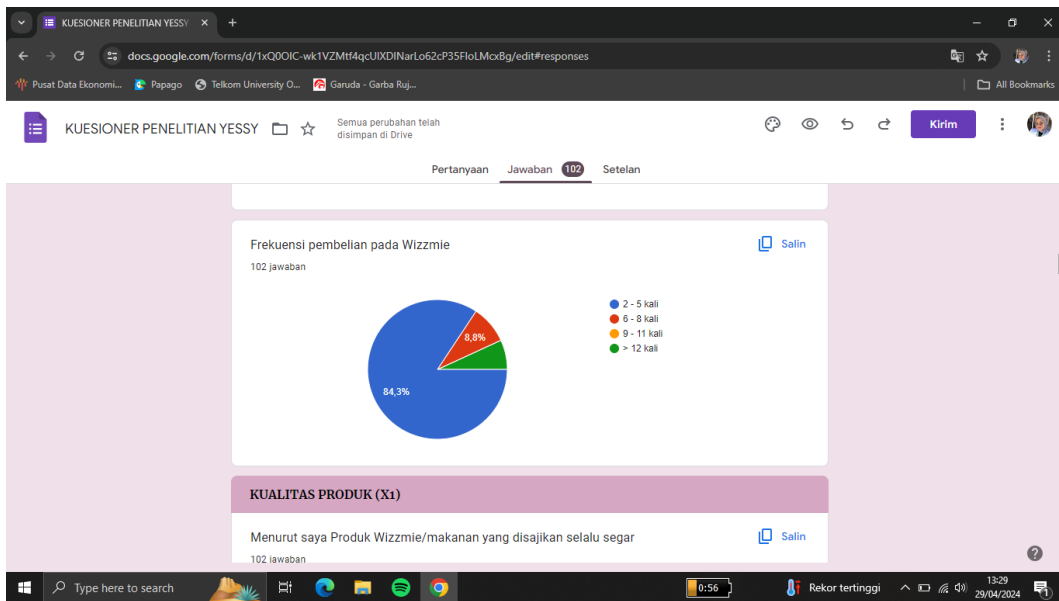 KUESIONER PENELITIAN YESSY
docs.google.com/forms/d/1xQ0OIC-wk1VZMtf4qcUlXDlNarLo62cP35FIoLMcxBg/edit#responses
Pusat Data Ekonomi... Papago Telkom University O... Garuda - Garba Ruj... All Bookmarks
KUESIONER PENELITIAN YESSY
Semua perubahan telah
disimpan di Drive
Kirim
Pertanyaan Jawaban 102 Setelan
Frekuensi pembelian pada Wizzmie Salin
102 jawaban
2 - 5 kali
6 - 8 kali
9 - 11 kali
> 12 kali
8,8%
84,3%
KUALITAS PRODUK (X1)
Menurut saya Produk Wizzmie/makanan yang disajikan selalu segar Salin
102 jawaban
Type here to search 0:56 Rekor tertinggi 13:29
29/04/2024
1